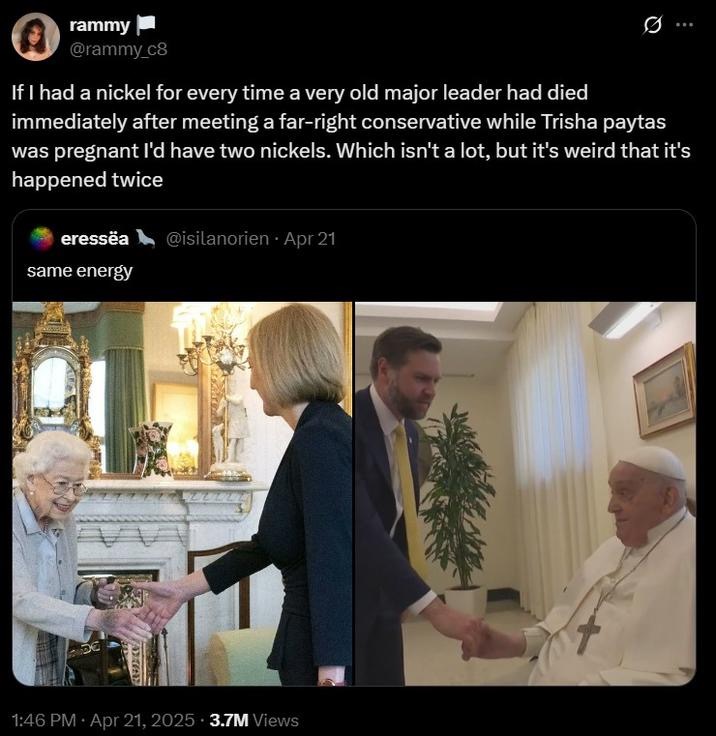 rammy 🏳
@rammy_c8
If I had a nickel for every time a very old major leader had died
immediately after meeting a far-right conservative while Trisha paytas
was pregnant I'd have two nickels. Which isn't a lot, but it's weird that it's
happened twice
eressëa 🦭 @isilanorien · Apr 21
same energy
1:46 PM · Apr 21, 2025 · 3.7M Views